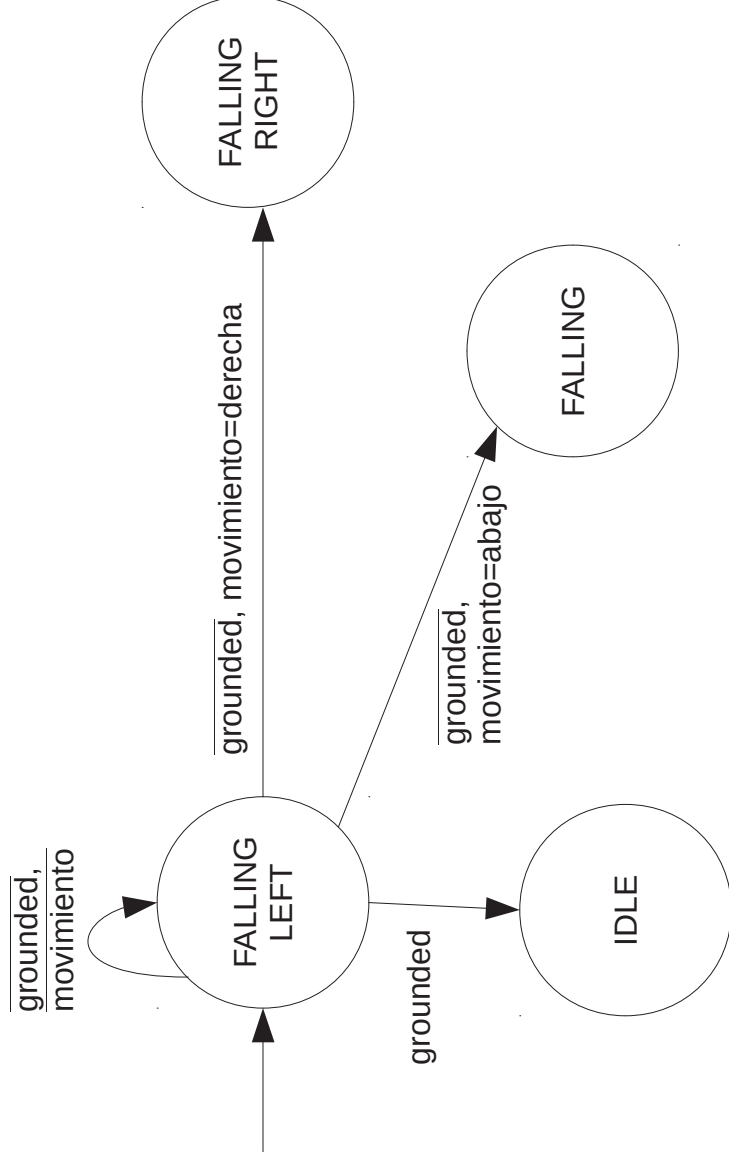 grounded,
movimiento
FALLING
LEFT
grounded, movimiento=derecha
FALLING
RIGHT
grounded
grounded,
movimiento=abajo
FALLING
IDLE